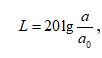 L = 20lg a/a₀,